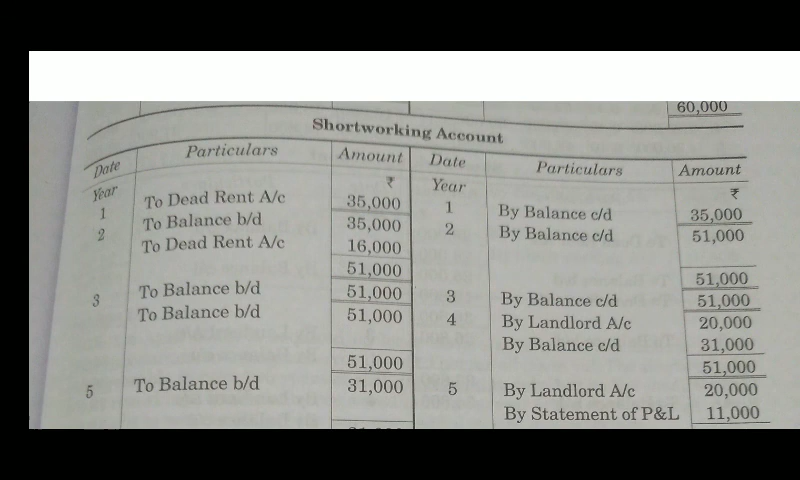 60,000
Shortworking Account
Date Particulars Amount Date Particulars Amount
Year ₹ Year ₹
1 To Dead Rent A/c 35,000 1 By Balance c/d 35,000
2 To Balance b/d 35,000 2 By Balance c/d 51,000
To Dead Rent A/c 16,000
51,000 51,000
3 To Balance b/d 51,000 3 By Balance c/d 51,000
To Balance b/d 51,000 4 By Landlord A/c 20,000
By Balance c/d 31,000
51,000 51,000
5 To Balance b/d 31,000 5 By Landlord A/c 20,000
By Statement of P&L 11,000